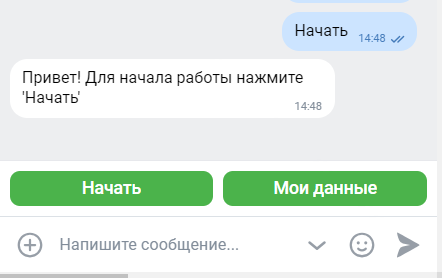 Начать
14:48
Привет! Для начала работы нажмите
'Начать'
14:48
Начать
Мои данные
Напишите сообщение...